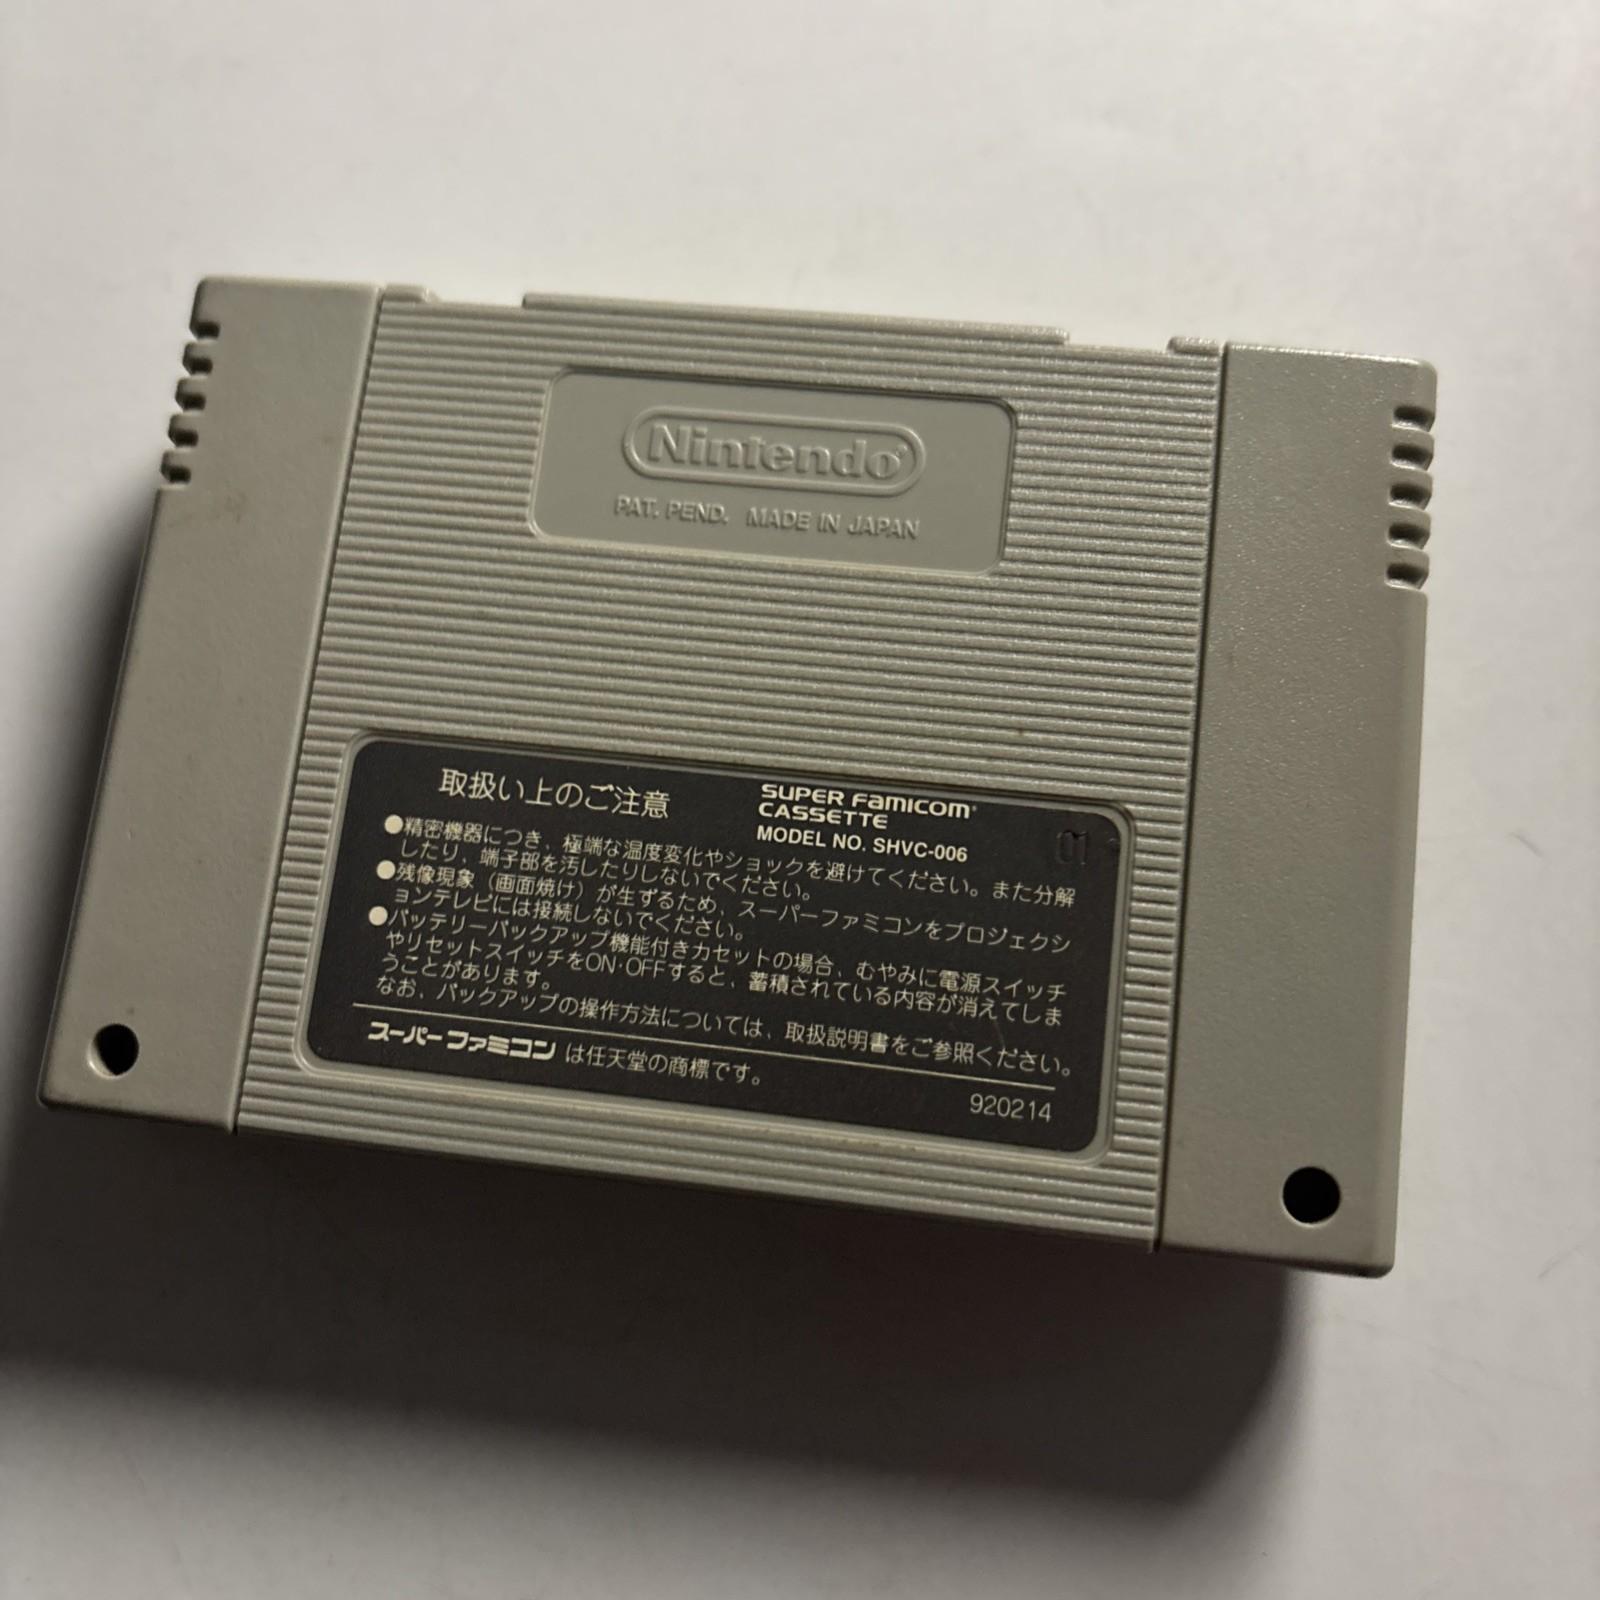 Nintendo®
PAT. PEND. MADE IN JAPAN
取扱い上のご注意
SUPER FAMICOM®
CASSETTE
MODEL NO. SHVC-006
01
●精密機器につき、極端な温度変化やショックを避けてください。また分解
したり、端子部を汚したりしないでください。
●残像現象（画面焼け）が生ずるため、スーパーファミコンをプロジェクシ
ョンテレビには接続しないでください。
●バッテリーバックアップ機能付きカセットの場合、むやみに電源スイッチ
やリセットスイッチをON·OFFすると、蓄積されている内容が消えてしま
うことがあります。
なお、バックアップの操作方法については、取扱説明書をご参照ください。
スーパーファミコンは任天堂の商標です。
920214